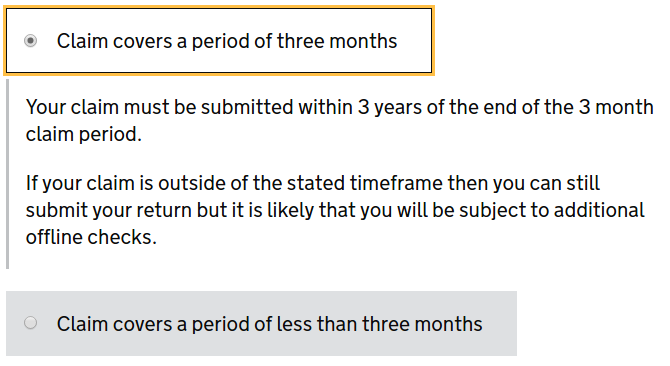 Claim covers a period of three months
Your claim must be submitted within 3 years of the end of the 3 month
claim period.
If your claim is outside of the stated timeframe then you can still
submit your return but it is likely that you will be subject to additional
offline checks.
Claim covers a period of less than three months